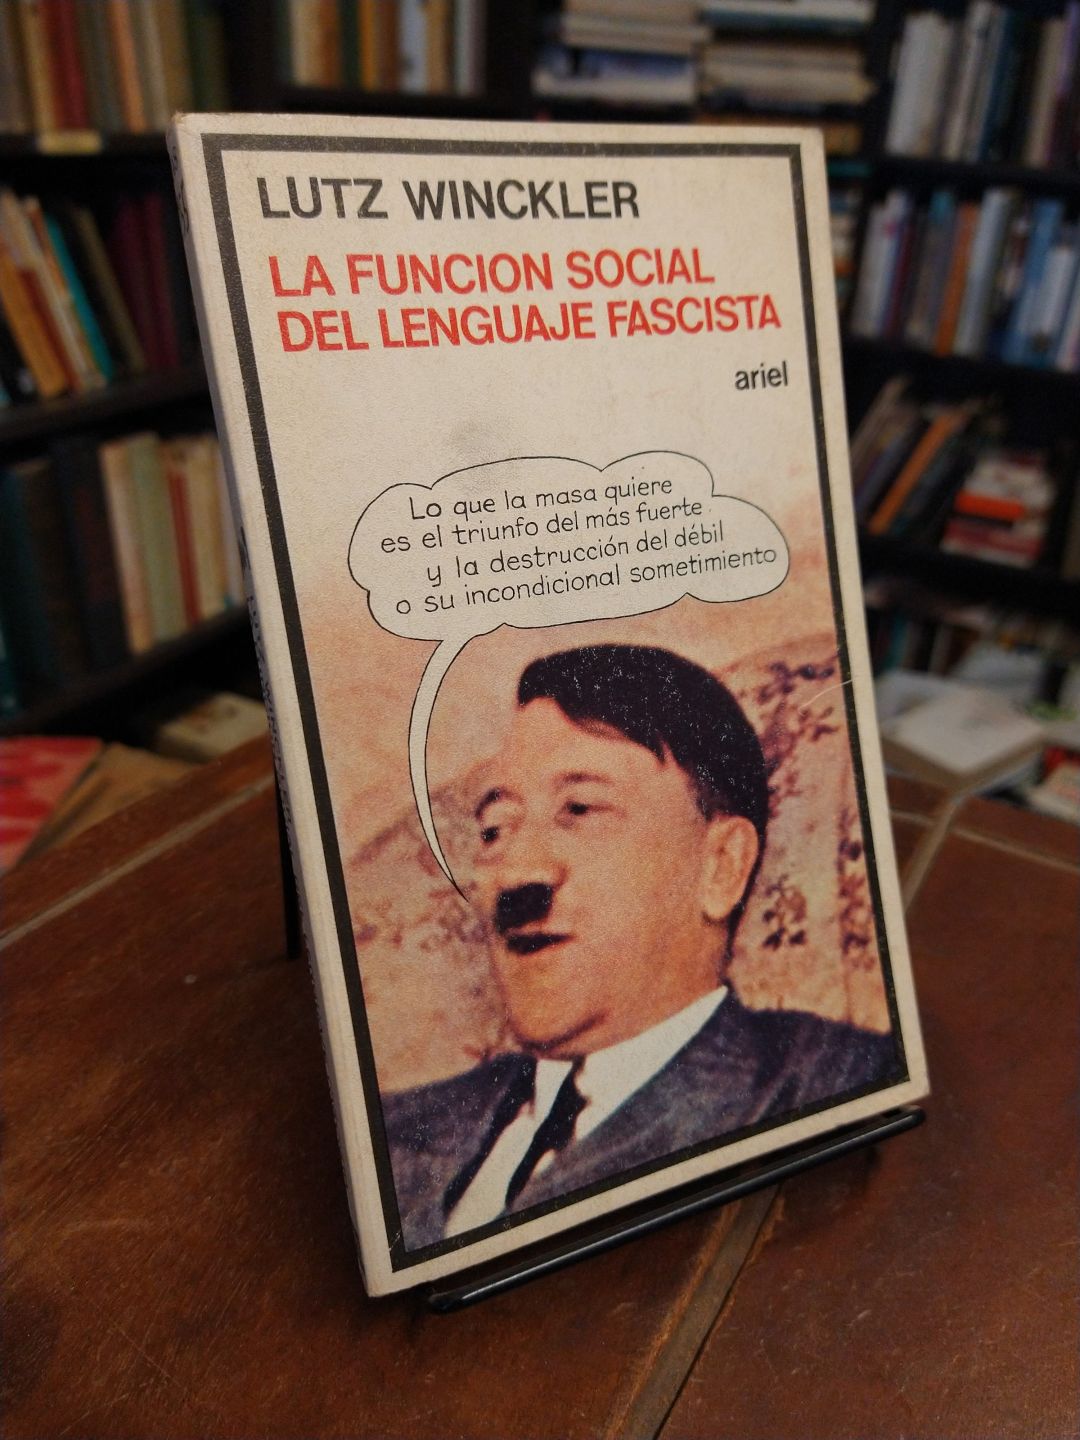 LUTZ WINCKLER
LA FUNCION SOCIAL
DEL LENGUAJE FASCISTA
ariel
Lo que la masa quiere
es el triunfo del más fuerte
y la destrucción del débil
o su incondicional sometimiento